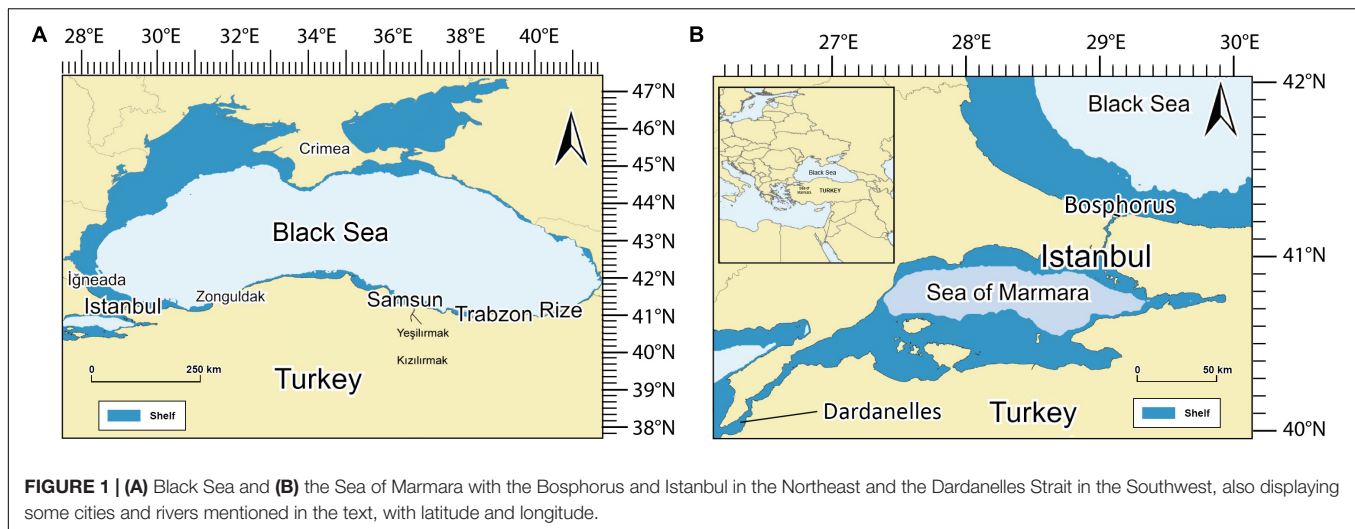 A
28°E 30°E 32°E 34°E 36°E 38°E 40°E
47°N
46°N
Crimea
45°N
44°N
Black Sea
43°N
42°N
İğneada
Istanbul
Zonguldak
Samsun
Trabzon
Rize
41°N
Yeşilırmak
Kızılırmak
40°N
Turkey
39°N
38°N
0 250 km
Shelf
B
27°E 28°E 29°E 30°E
42°N
Black Sea
Black Sea
Sea of
Marmara
TURKEY
Bosphorus
41°N
Istanbul
Sea of Marmara
0 50 km
Dardanelles
Turkey
Shelf
40°N
FIGURE 1 | (A) Black Sea and (B) the Sea of Marmara with the Bosphorus and Istanbul in the Northeast and the Dardanelles Strait in the Southwest, also displaying
some cities and rivers mentioned in the text, with latitude and longitude.